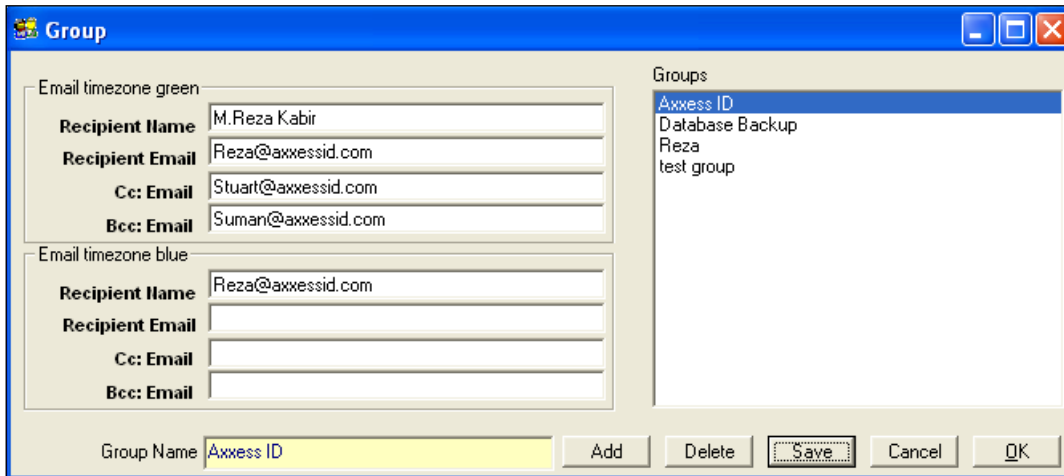 Group
Email timezone green
Recipient Name M.Reza Kabir
Recipient Email Reza@axxessid.com
Cc: Email Stuart@axxessid.com
Bcc: Email Suman@axxessid.com
Email timezone blue
Recipient Name Reza@axxessid.com
Recipient Email
Cc: Email
Bcc: Email
Groups
Axxess ID
Database Backup
Reza
test group
Group Name Axxess ID Add Delete Save Cancel OK